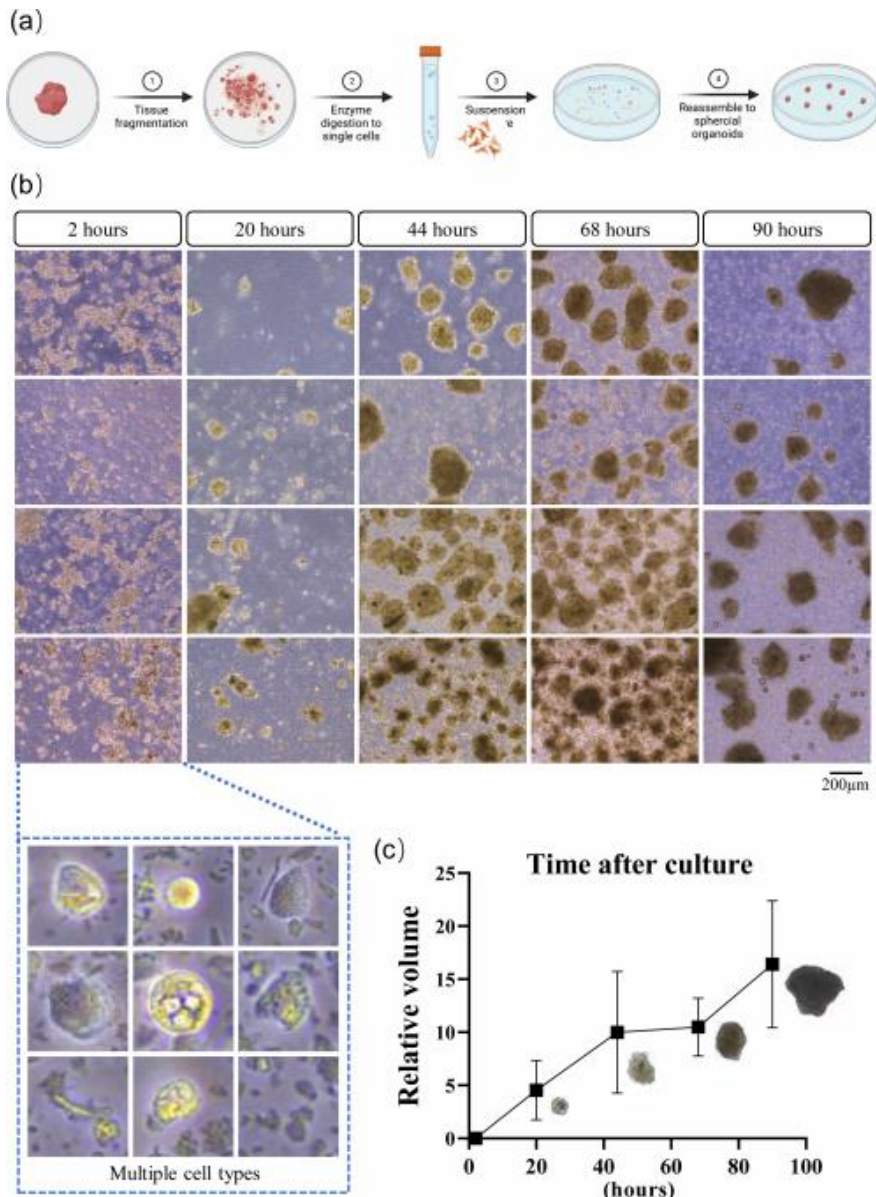 (a)
1
2
3
4
Tissue
fragmentation
Enzyme
digestion to
single cells
Suspension
re
Reassemble to
sphercial
organoids
(b)
2 hours
20 hours
44 hours
68 hours
90 hours
200μm
Multiple cell types
(c)
Time after culture
Relative volume
25
20
15
10
5
0
0
20
40
60
80
100
(hours)